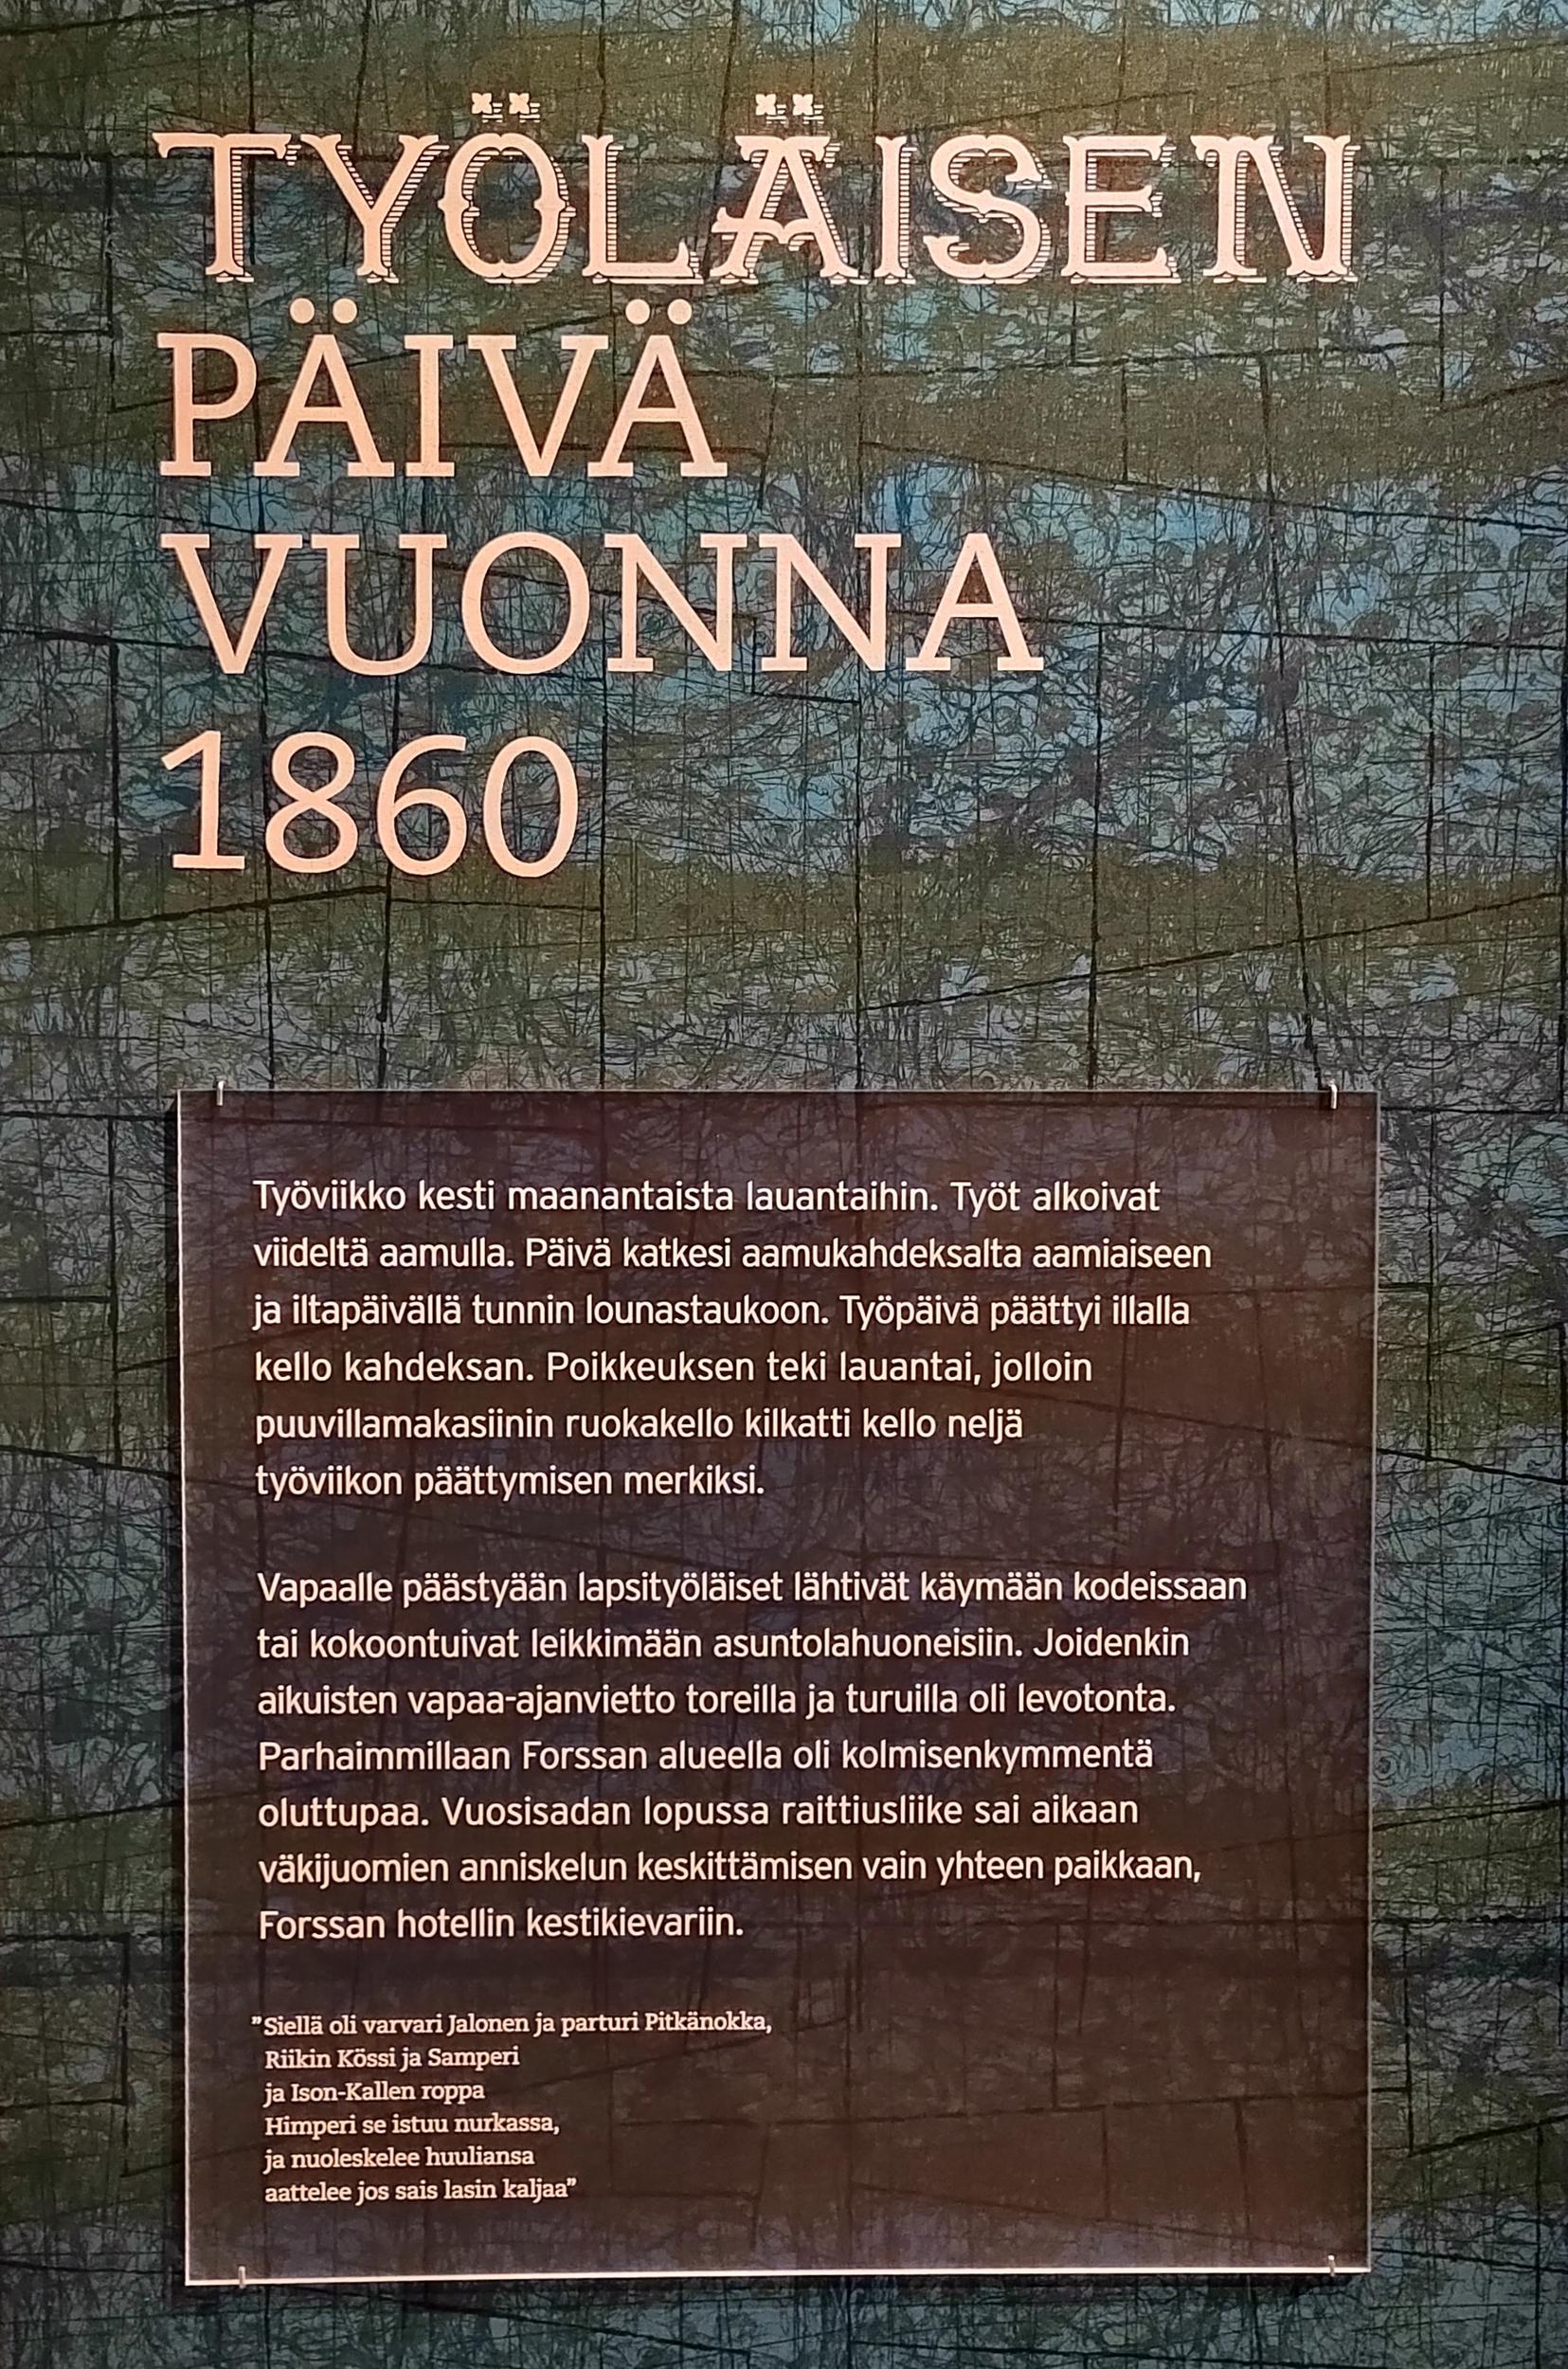 TYÖLÄISEN
PÄIVÄ
VUONNA
1860
Työviikko kesti maanantaista lauantaihin. Työt alkoivat
viideltä aamulla. Päivä katkesi aamukahdeksalta aamiaiseen
ja iltapäivällä tunnin lounastaukoon. Työpäivä päättyi illalla
kello kahdeksan. Poikkeuksen teki lauantai, jolloin
puuvillamakasiinin ruokakello kilkatti kello neljä
työviikon päättymisen merkiksi.
Vapaalle päästyään lapsityöläiset lähtivät käymään kodeissaan
tai kokoontuivat leikkimään asuntolahuoneisiin. Joidenkin
aikuisten vapaa-ajanvietto toreilla ja turuilla oli levotonta.
Parhaimmillaan Forssan alueella oli kolmisenkymmentä
oluttupaa. Vuosisadan lopussa raittiusliike sai aikaan
väkijuomien anniskelun keskittämisen vain yhteen paikkaan,
Forssan hotellin kestikievariin.
”Siellä oli varvari Jalonen ja parturi Pitkänokka,
Riikin Kössi ja Samperi
ja Ison-Kallen roppa
Himperi se istuu nurkassa,
ja nuoleskelee huuliansa
aattelee jos sais lasin kaljaa”